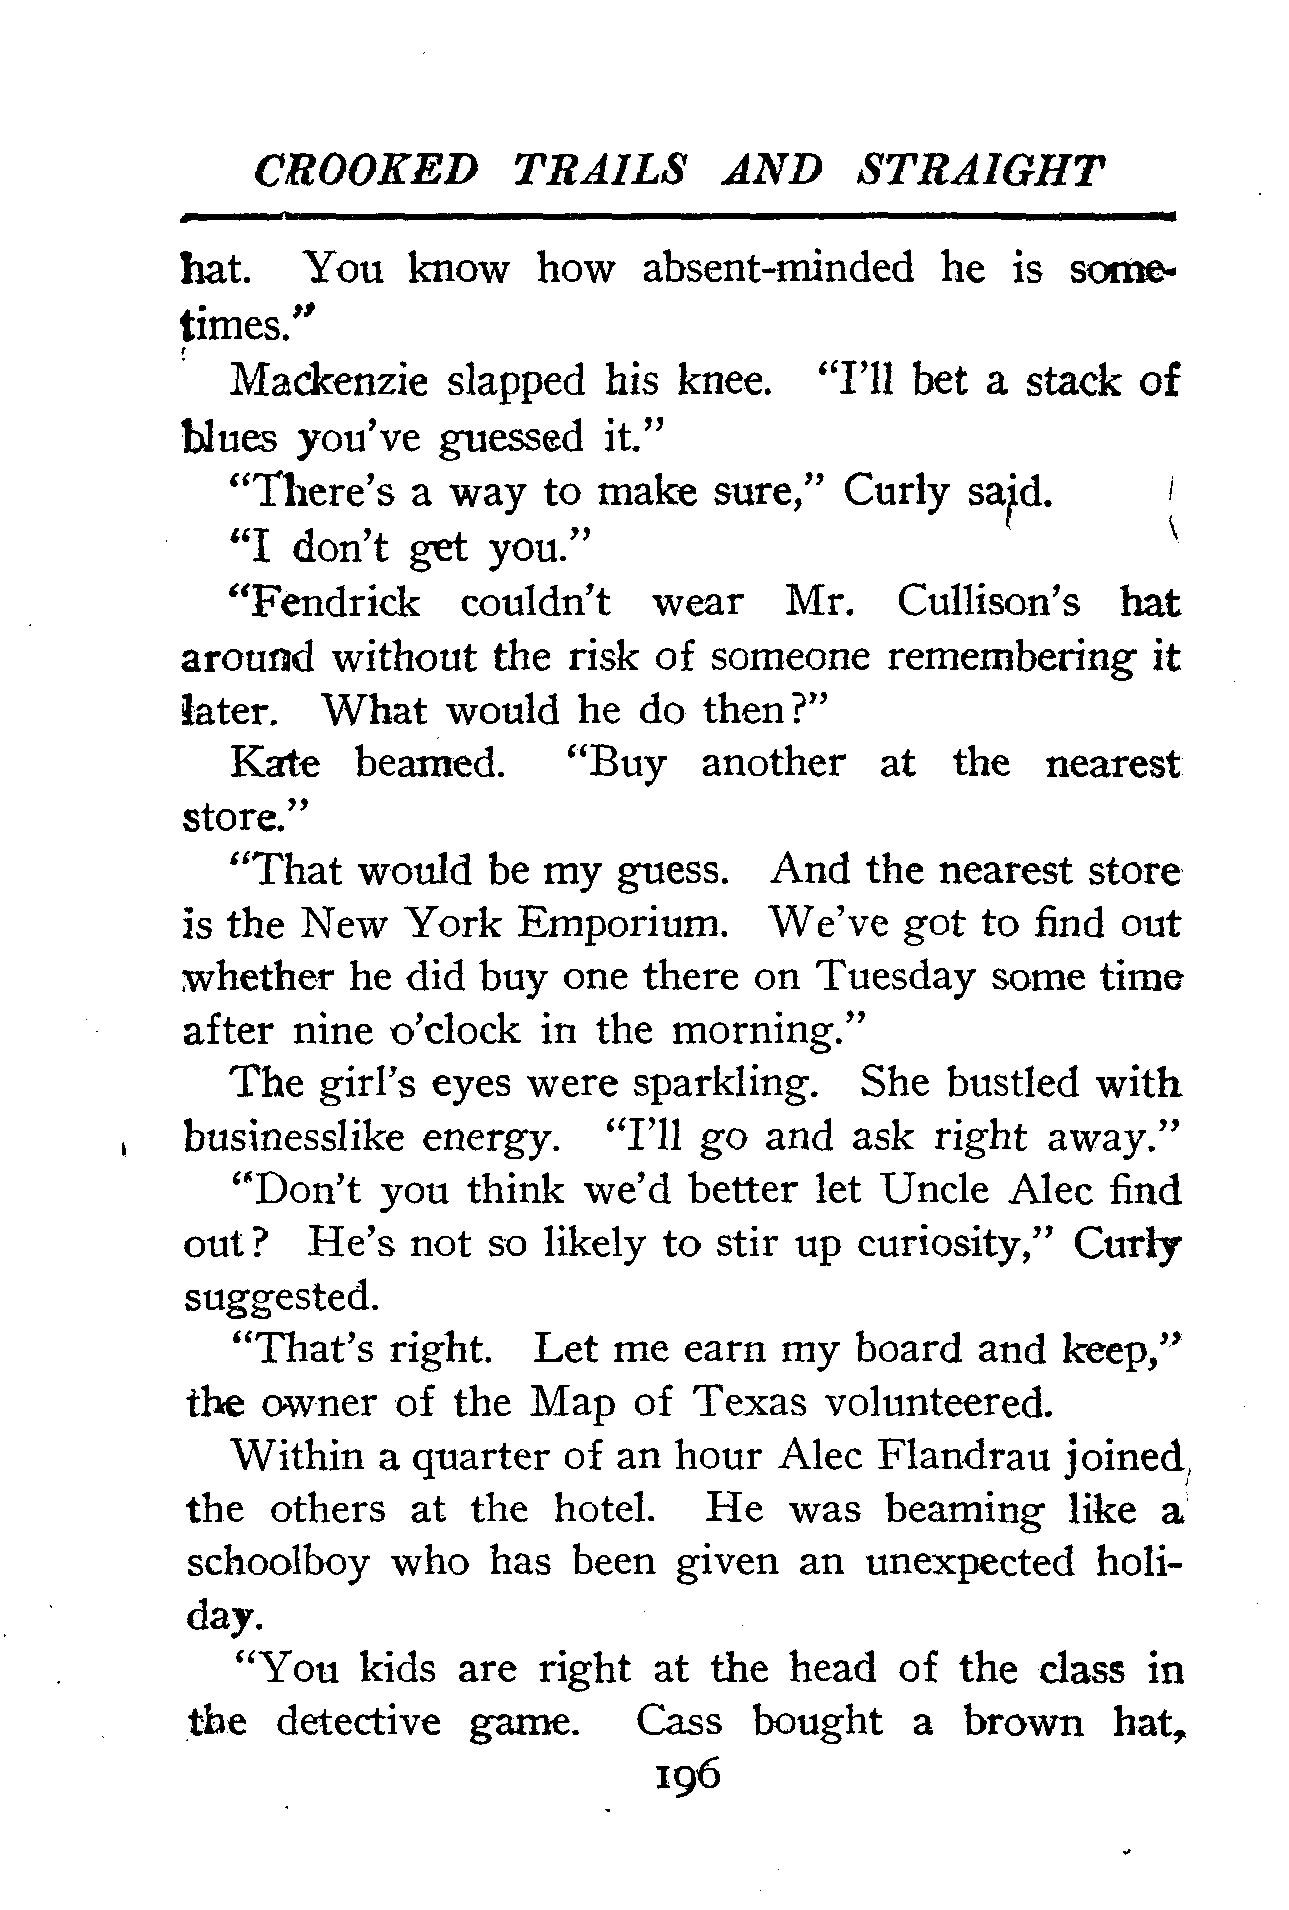 CROOKED TRAILS AND STRAIGHT
hat. You know how absent-minded he is some-
times."
Mackenzie slapped his knee. "I'll bet a stack of
blues you've guessed it."
"There's a way to make sure," Curly said.
"I don't get you."
"Fendrick couldn't wear Mr. Cullison's hat
around without the risk of someone remembering it
later. What would he do then?"
Kate beamed. "Buy another at the nearest
store."
"That would be my guess. And the nearest store
is the New York Emporium. We've got to find out
whether he did buy one there on Tuesday some time
after nine o'clock in the morning."
The girl's eyes were sparkling. She bustled with
businesslike energy. "I'll go and ask right away."
"Don't you think we'd better let Uncle Alec find
out? He's not so likely to stir up curiosity," Curly
suggested.
"That's right. Let me earn my board and keep,"
the owner of the Map of Texas volunteered.
Within a quarter of an hour Alec Flandrau joined
the others at the hotel. He was beaming like a
schoolboy who has been given an unexpected holi-
day.
"You kids are right at the head of the class in
the detective game. Cass bought a brown hat,
196